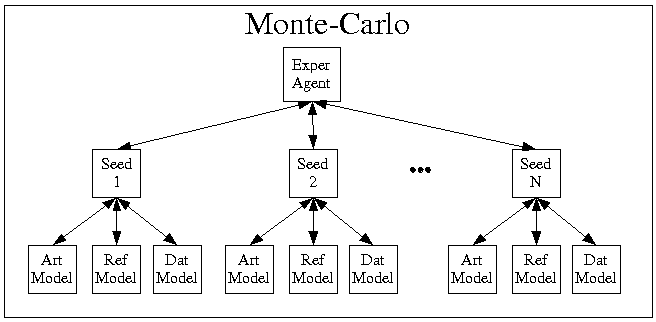 Monte-Carlo
Exper
Agent
Seed
1
Seed
2
•••
Seed
N
Art
Model
Ref
Model
Dat
Model
Art
Model
Ref
Model
Dat
Model
Art
Model
Ref
Model
Dat
Model